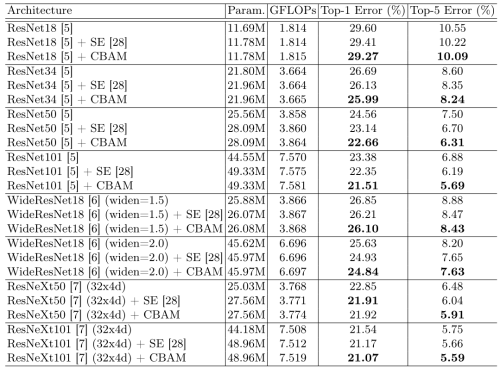 Architecture Param. GFLOPs Top-1 Error (%) Top-5 Error (%)
ResNet18 [5] 11.69M 1.814 29.60 10.55
ResNet18 [5] + SE [28] 11.78M 1.814 29.41 10.22
ResNet18 [5] + CBAM 11.78M 1.815 29.27 10.09
ResNet34 [5] 21.80M 3.664 26.69 8.60
ResNet34 [5] + SE [28] 21.96M 3.664 26.13 8.35
ResNet34 [5] + CBAM 21.96M 3.665 25.99 8.24
ResNet50 [5] 25.56M 3.858 24.56 7.50
ResNet50 [5] + SE [28] 28.09M 3.860 23.14 6.70
ResNet50 [5] + CBAM 28.09M 3.864 22.66 6.31
ResNet101 [5] 44.55M 7.570 23.38 6.88
ResNet101 [5] + SE [28] 49.33M 7.575 22.35 6.19
ResNet101 [5] + CBAM 49.33M 7.581 21.51 5.69
WideResNet18 [6] (widen=1.5) 25.88M 3.866 26.85 8.88
WideResNet18 [6] (widen=1.5) + SE [28] 26.07M 3.867 26.21 8.47
WideResNet18 [6] (widen=1.5) + CBAM 26.08M 3.868 26.10 8.43
WideResNet18 [6] (widen=2.0) 45.62M 6.696 25.63 8.20
WideResNet18 [6] (widen=2.0) + SE [28] 45.97M 6.696 24.93 7.65
WideResNet18 [6] (widen=2.0) + CBAM 45.97M 6.697 24.84 7.63
ResNeXt50 [7] (32x4d) 25.03M 3.768 22.85 6.48
ResNeXt50 [7] (32x4d) + SE [28] 27.56M 3.771 21.91 6.04
ResNeXt50 [7] (32x4d) + CBAM 27.56M 3.774 21.92 5.91
ResNeXt101 [7] (32x4d) 44.18M 7.508 21.54 5.75
ResNeXt101 [7] (32x4d) + SE [28] 48.96M 7.512 21.17 5.66
ResNeXt101 [7] (32x4d) + CBAM 48.96M 7.519 21.07 5.59